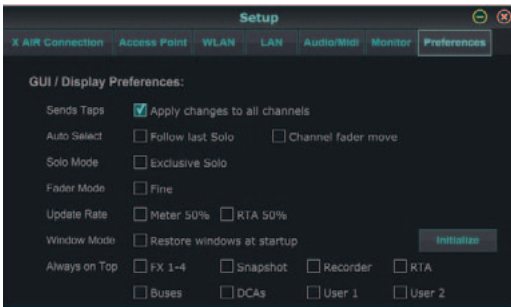 Setup
X AIR Connection Access Point WLAN LAN Audio/Midi Monitor Preferences
GUI / Display Preferences:
Sends Taps Apply changes to all channels
Auto Select Follow last Solo Channel fader move
Solo Mode Exclusive Solo
Fader Mode Fine
Update Rate Meter 50% RTA 50%
Window Mode Restore windows at startup Initialize
Always on Top FX 1-4 Snapshot Recorder RTA
Buses DCAs User 1 User 2